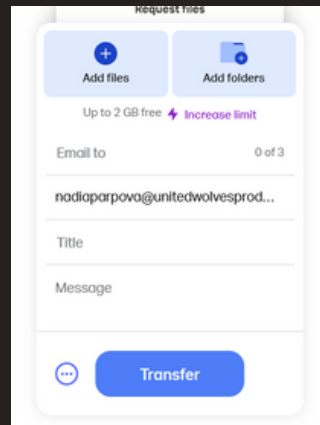 Request files
Add files
Add folders
Up to 2 GB free Increase limit
Email to 0 of 3
nadiaparpova@unitedwolvesprod...
Title
Message
Transfer